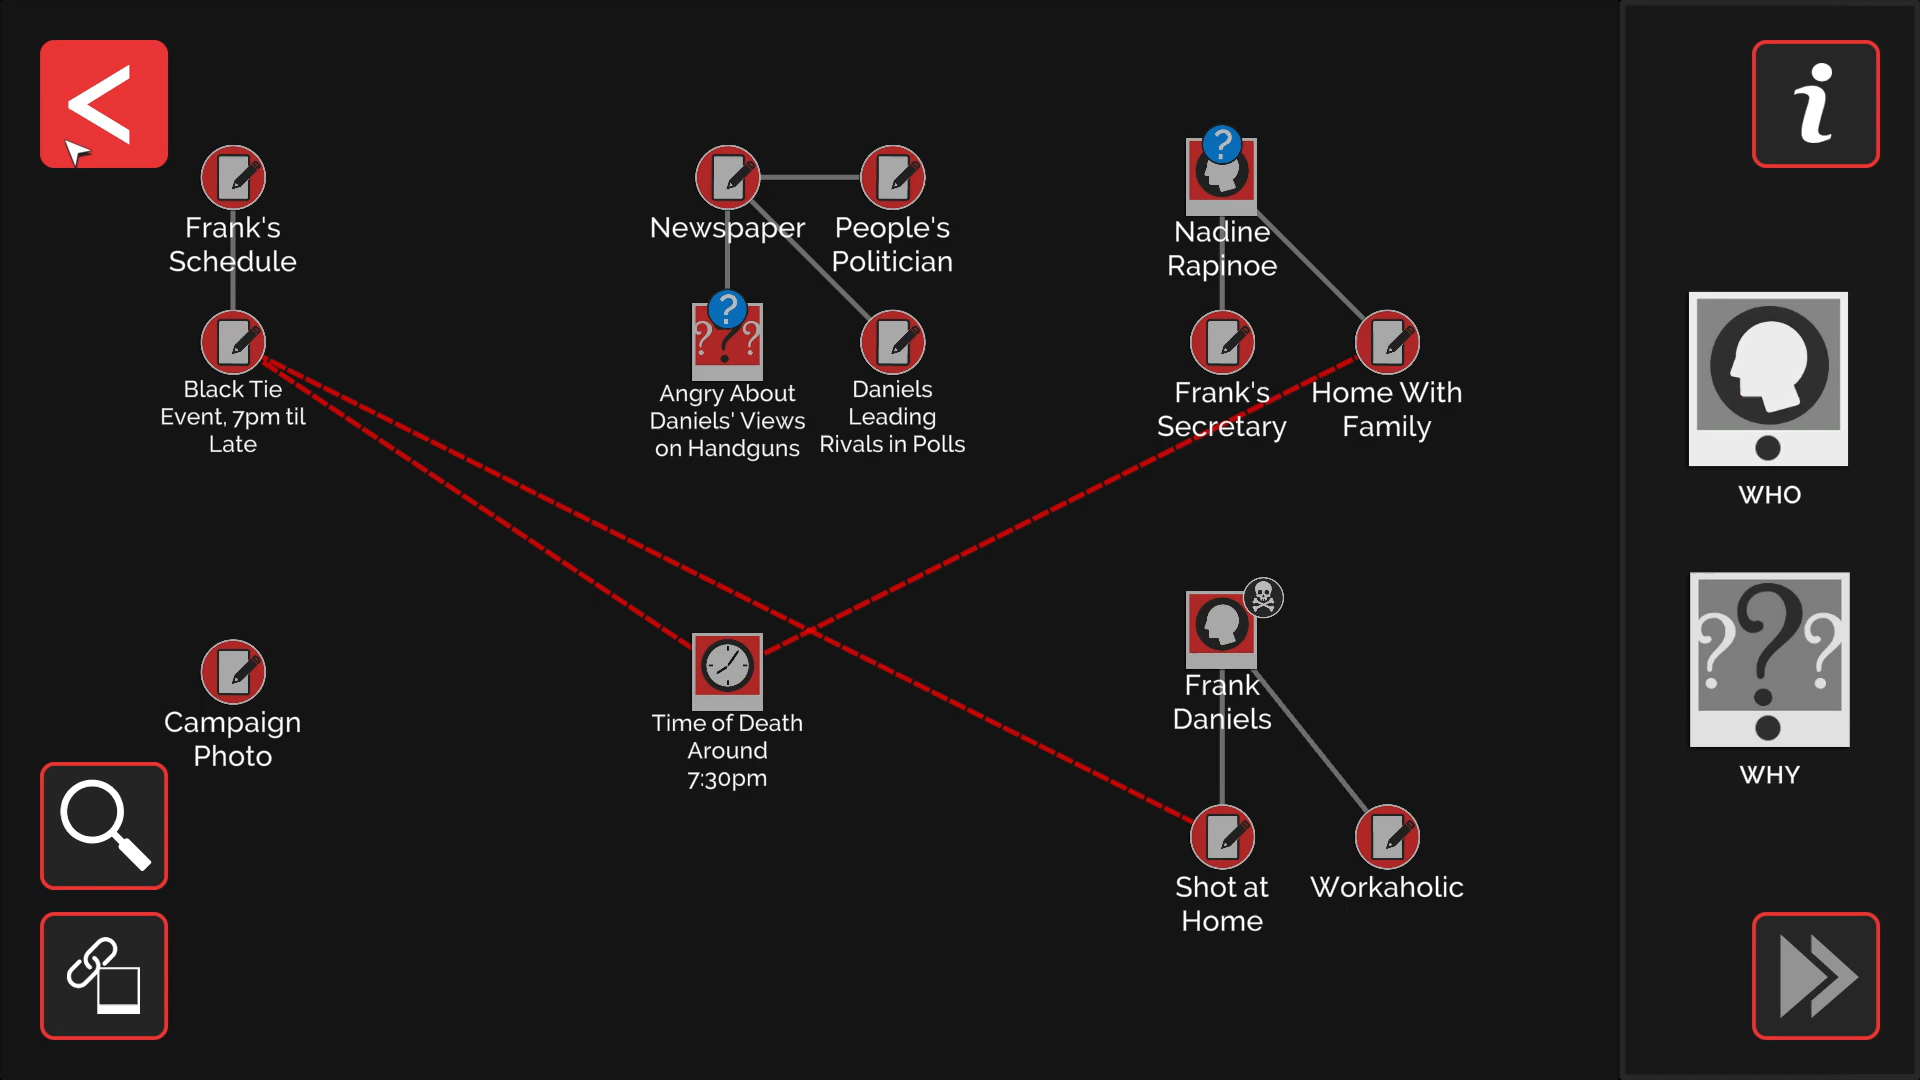 Frank's
Schedule
Newspaper
People's
Politician
Nadine
Rapinoe
Black Tie
Event, 7pm til
Late
Angry About
Daniels' Views
on Handguns
Daniels
Leading
Rivals in Polls
Frank's
Secretary
Home With
Family
WHO
Campaign
Photo
Time of Death
Around
7:30pm
Frank
Daniels
WHY
Shot at
Home
Workaholic